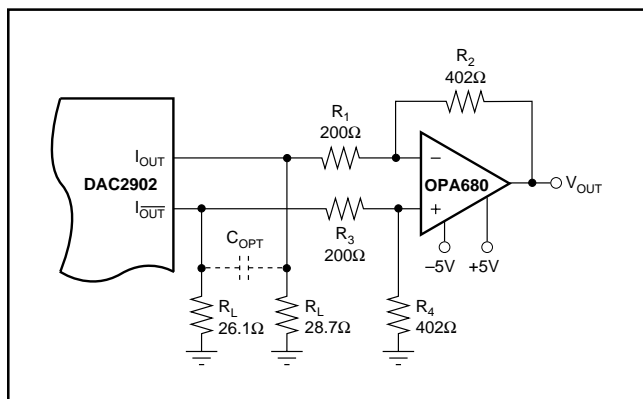 R2
402Ω
R1
200Ω
IOUT
DAC2902
IOUT
–
+
OPA680
VOUT
R3
200Ω
–5V
+5V
COPT
RL
26.1Ω
RL
28.7Ω
R4
402Ω